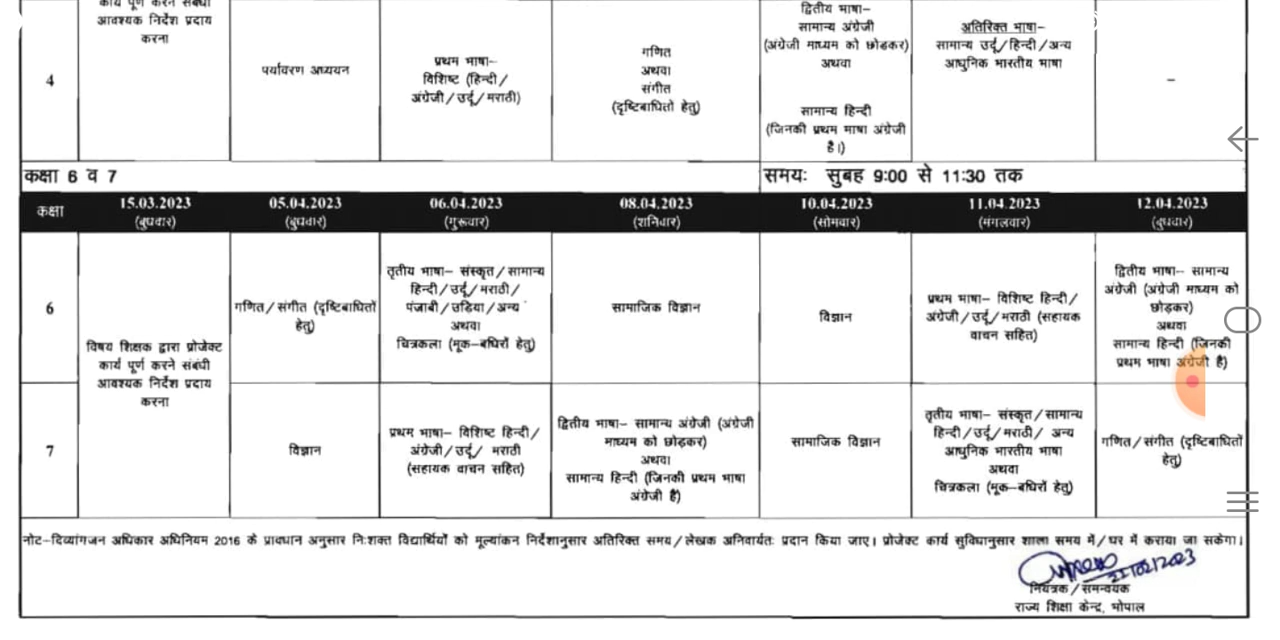 कार्य पूर्ण करने संबंधी
आवश्यक निर्देश प्रदाय
करना
4
पर्यावरण अध्ययन
प्रथम भाषा–
विशिष्ट (हिन्दी/
अंग्रेजी/उर्दू/मराठी)
गणित
अथवा
संगीत
(दृष्टिबाधितों हेतु)
द्वितीय भाषा–
सामान्य अंग्रेजी
(अंग्रेजी माध्यम को छोडकर)
अथवा
सामान्य हिन्दी
(जिनकी प्रथम भाषा अंग्रेजी
है।)
अतिरिक्त भाषा–
सामान्य उर्दू/हिन्दी/अन्य
आधुनिक भारतीय भाषा
–
कक्षा 6 व 7
समयः सुबह 9:00 से 11:30 तक
कक्षा
15.03.2023
(बुधवार)
05.04.2023
(बुधवार)
06.04.2023
(गुरूवार)
08.04.2023
(शनिवार)
10.04.2023
(सोमवार)
11.04.2023
(मंगलवार)
12.04.2023
(बुधवार)
6
विषय शिक्षक द्वारा प्रोजेक्ट
कार्य पूर्ण करने संबंधी
आवश्यक निर्देश प्रदाय
करना
गणित/संगीत (दृष्टिबाधितों
हेतु)
तृतीय भाषा– संस्कृत/सामान्य
हिन्दी/उर्दू/मराठी/
पंजाबी/उड़िया/अन्य
अथवा
चित्रकला (मूक–बधिरों हेतु)
सामाजिक विज्ञान
विज्ञान
प्रथम भाषा– विशिष्ट हिन्दी/
अंग्रेजी/उर्दू/मराठी (सहायक
वाचन सहित)
द्वितीय भाषा– सामान्य
अंग्रेजी (अंग्रेजी माध्यम को
छोड़कर)
अथवा
सामान्य हिन्दी (जिनकी
प्रथम भाषा अंग्रेजी है)
7
विज्ञान
प्रथम भाषा– विशिष्ट हिन्दी/
अंग्रेजी/उर्दू/ मराठी
(सहायक वाचन सहित)
द्वितीय भाषा– सामान्य अंग्रेजी (अंग्रेजी
माध्यम को छोड़कर)
अथवा
सामान्य हिन्दी (जिनकी प्रथम भाषा
अंग्रेजी है)
सामाजिक विज्ञान
तृतीय भाषा– संस्कृत/सामान्य
हिन्दी/उर्दू/मराठी/ अन्य
आधुनिक भारतीय भाषा
अथवा
चित्रकला (मूक–बधिरों हेतु)
गणित/संगीत (दृष्टिबाधितों
हेतु)
नोट–दिव्यांगजन अधिकार अधिनियम 2016 के प्रावधान अनुसार निःशक्त विद्यार्थियों को मूल्यांकन निर्देशानुसार अतिरिक्त समय/लेखक अनिवार्यतः प्रदान किया जाए। प्रोजेक्ट कार्य सुविधानुसार शाला समय में/घर में कराया जा सकेगा।
नियंत्रक/समन्वयक
राज्य शिक्षा केन्द्र, भोपाल